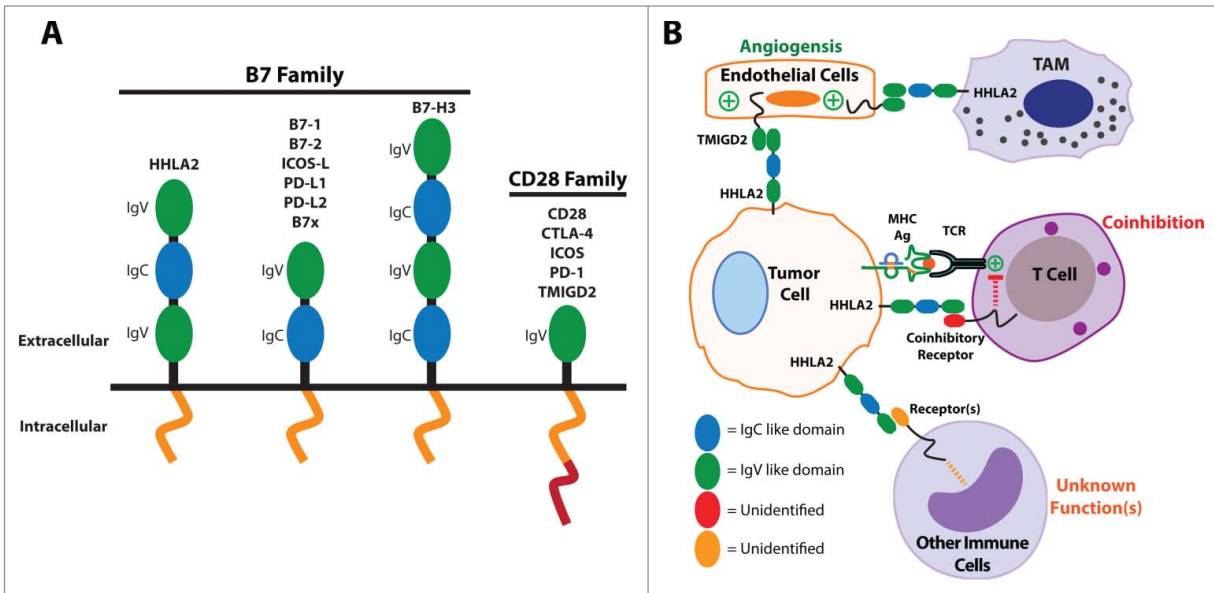 A
B7 Family
HHLA2
IgV
IgC
IgV
B7-1
B7-2
ICOS-L
PD-L1
PD-L2
B7x
IgV
IgC
B7-H3
IgV
IgC
IgV
IgC
CD28 Family
CD28
CTLA-4
ICOS
PD-1
TMIGD2
IgV
Extracellular
Intracellular
B
Angiogensis
Endothelial Cells
TMIGD2
HHLA2
HHLA2
TAM
MHC
Ag
TCR
Coinhibition
T Cell
Tumor
Cell
HHLA2
Coinhibitory
Receptor
HHLA2
Receptor(s)
= IgC like domain
= IgV like domain
= Unidentified
= Unidentified
Unknown
Function(s)
Other Immune
Cells